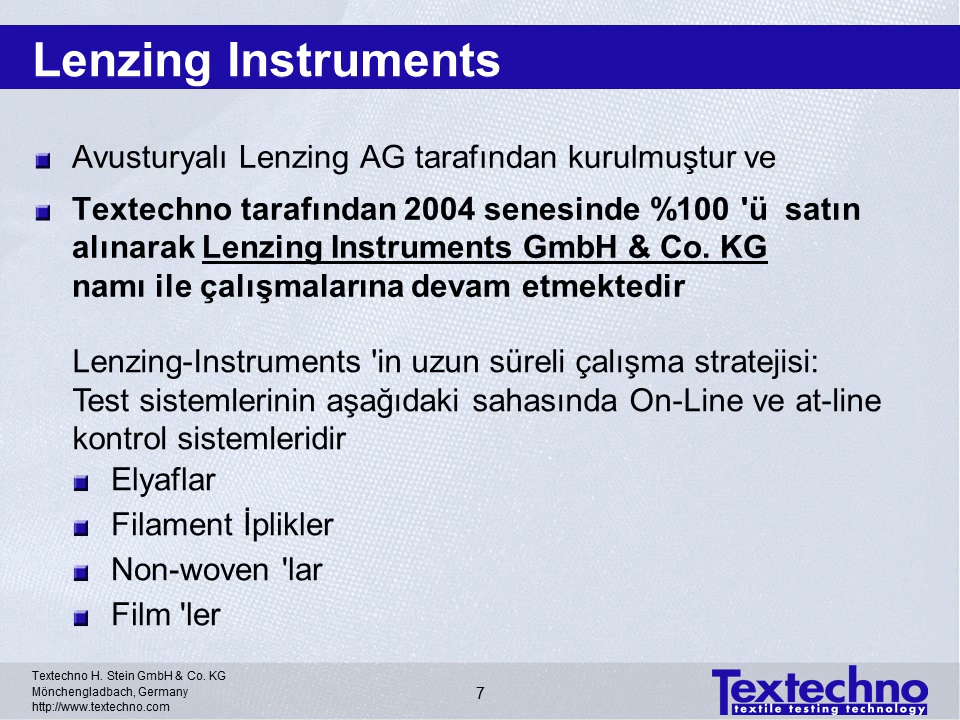 Lenzing Instruments
Avusturyalı Lenzing AG tarafından kurulmuştur ve
Textechno tarafından 2004 senesinde %100 'ü  satın
alınarak Lenzing Instruments GmbH & Co. KG
namı ile çalışmalarına devam etmektedir
Lenzing-Instruments 'in uzun süreli çalışma stratejisi:
Test sistemlerinin aşağıdaki sahasında On-Line ve at-line
kontrol sistemleridir
Elyaflar
Filament İplikler
Non-woven 'lar
Film 'ler
Textechno H. Stein GmbH & Co. KG
Mönchengladbach, Germany
http://www.textechno.com
7
Textechno
textile testing technology